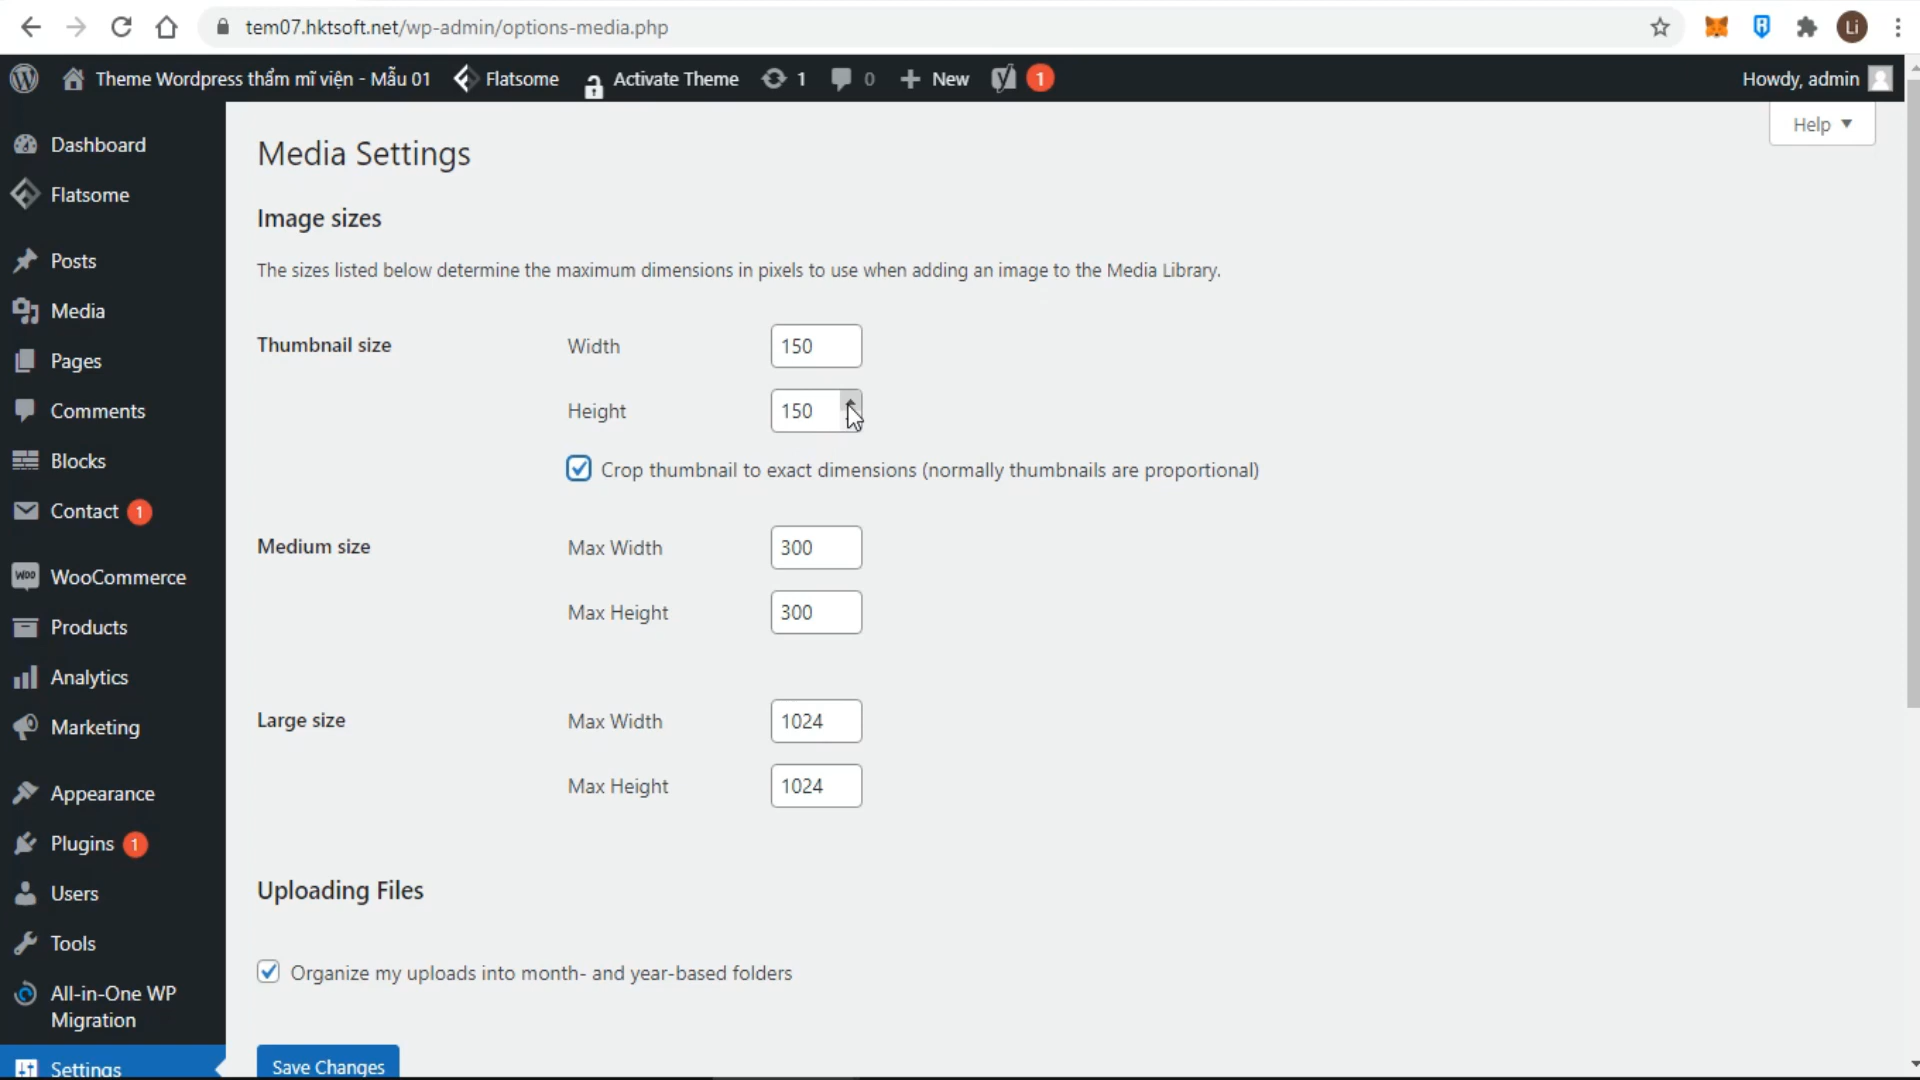 tem07.hktsoft.net/wp-admin/options-media.php
Li
Theme Wordpress thẩm mĩ viện - Mẫu 01
Flatsome
Activate Theme
1
0
New
1
Howdy, admin
Help
Dashboard
Flatsome
Posts
Media
Pages
Comments
Blocks
Contact 1
WooCommerce
Products
Analytics
Marketing
Appearance
Plugins 1
Users
Tools
All-in-One WP
Migration
Settings
Media Settings
Image sizes
The sizes listed below determine the maximum dimensions in pixels to use when adding an image to the Media Library.
Thumbnail size
Width 150
Height 150
Crop thumbnail to exact dimensions (normally thumbnails are proportional)
Medium size
Max Width 300
Max Height 300
Large size
Max Width 1024
Max Height 1024
Uploading Files
Organize my uploads into month- and year-based folders
Save Changes